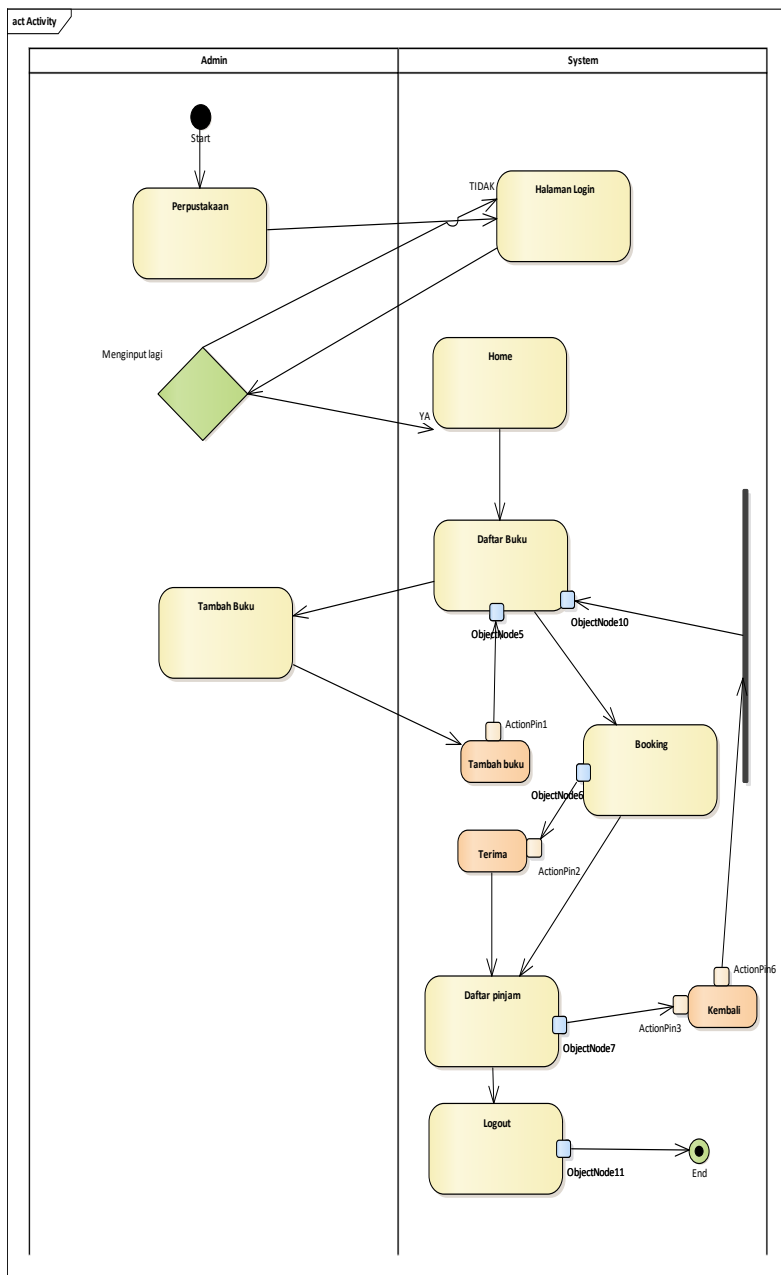 act Activity
Admin
System
Start
Perpustakaan
TIDAK
Halaman Login
Menginput lagi
Home
YA
Daftar Buku
Tambah Buku
ObjectNode10
ObjectNode5
ActionPin1
Tambah buku
Booking
ObjectNode6
Terima
ActionPin2
ActionPin6
Daftar pinjam
Kembali
ActionPin3
ObjectNode7
Logout
ObjectNode11
End